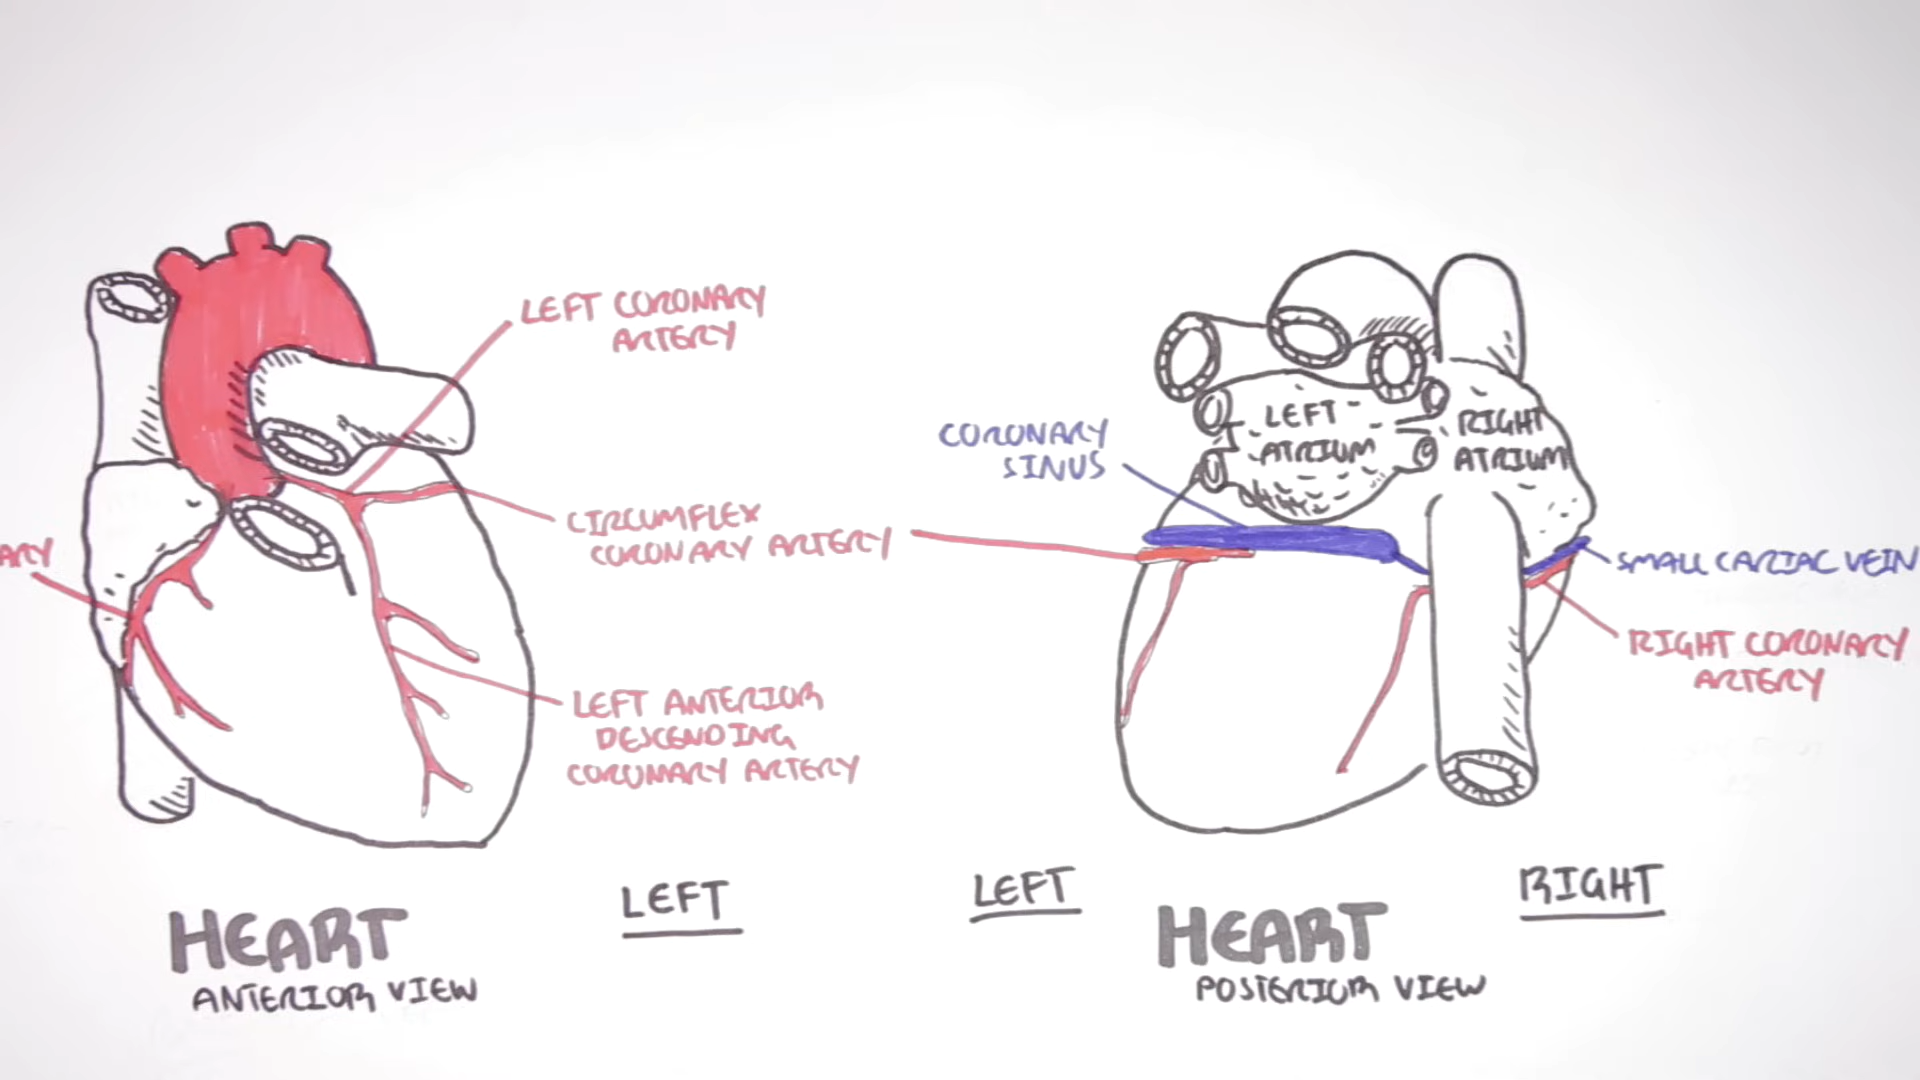 LEFT CORONARY
ARTERY
CIRCUMFLEX
CORONARY ARTERY
ARY
LEFT ANTERIOR
DESCENDING
CORONARY ARTERY
LEFT
HEART
ANTERIOR VIEW
CORONARY
SINUS
LEFT
ATRIUM
RIGHT
ATRIUM
SMALL CARIAC VEIN
RIGHT CORONARY
ARTERY
LEFT
RIGHT
HEART
POSTERIOR VIEW